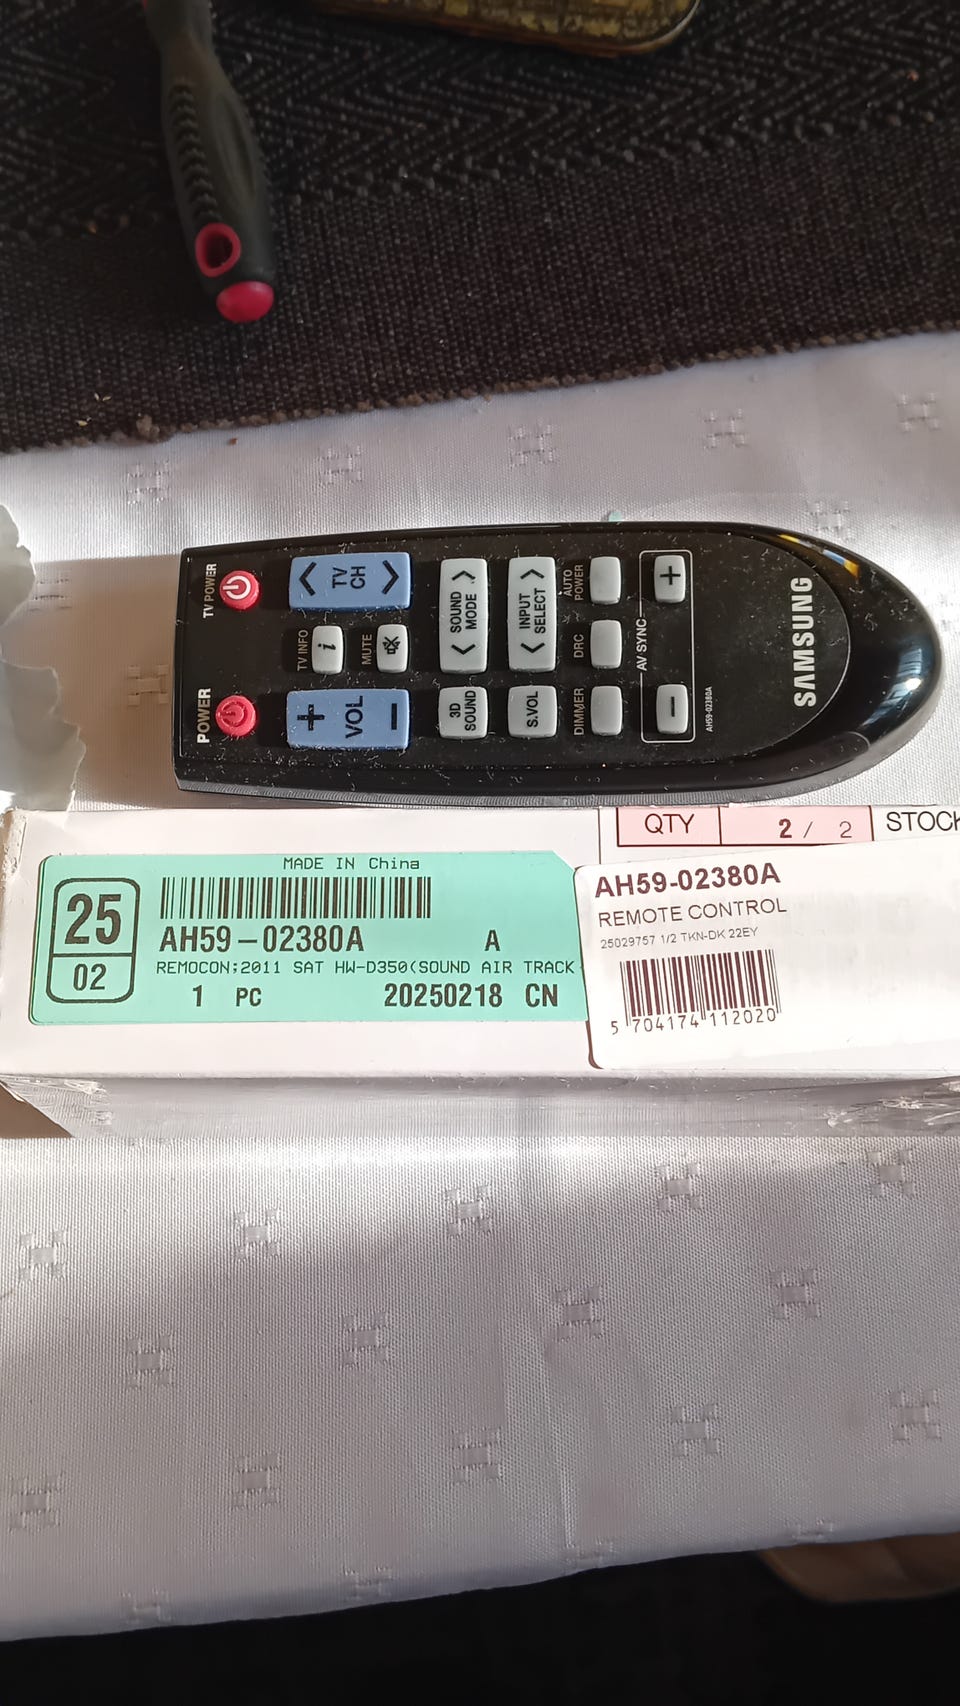 TV POWER
POWER
TV CH
TV INFO
i
MUTE
+
VOL
−
< SOUND MODE >
3D SOUND
< INPUT SELECT >
S.VOL
AUTO POWER
DRC
DIMMER
+
AV SYNC
−
AH59-02380A
SAMSUNG
QTY 2 / 2 STOCK
MADE IN China
25
02
AH59-02380A A
REMOCON;2011 SAT HW-D350(SOUND AIR TRACK
1 PC 20250218 CN
AH59-02380A
REMOTE CONTROL
25029757 1/2 TKN-DK 22EY
5 704174 112020